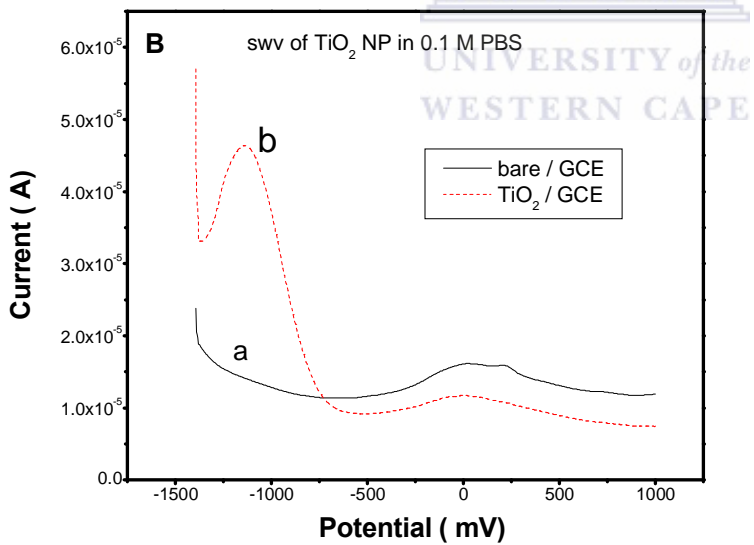 B swv of TiO₂ NP in 0.1 M PBS
UNIVERSITY of the
WESTERN CAPE
6.0x10⁻⁵
5.0x10⁻⁵
4.0x10⁻⁵
3.0x10⁻⁵
2.0x10⁻⁵
1.0x10⁻⁵
0.0
b
a
bare / GCE
TiO₂ / GCE
Current ( A)
-1500 -1000 -500 0 500 1000
Potential ( mV)